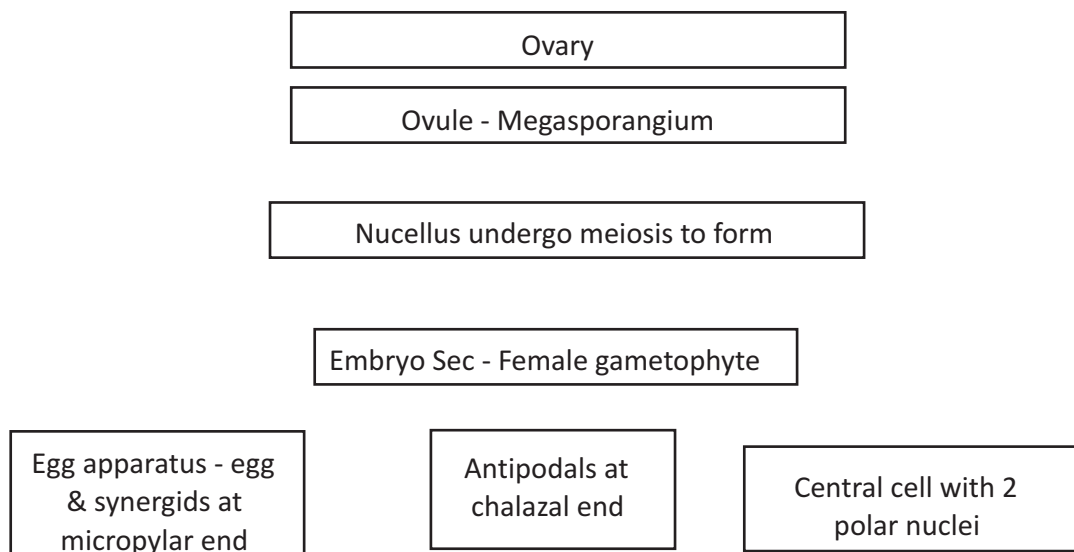 Ovary
Ovule - Megasporangium
Nucellus undergo meiosis to form
Embryo Sec - Female gametophyte
Egg apparatus - egg
& synergids at
micropylar end
Antipodals at
chalazal end
Central cell with 2
polar nuclei